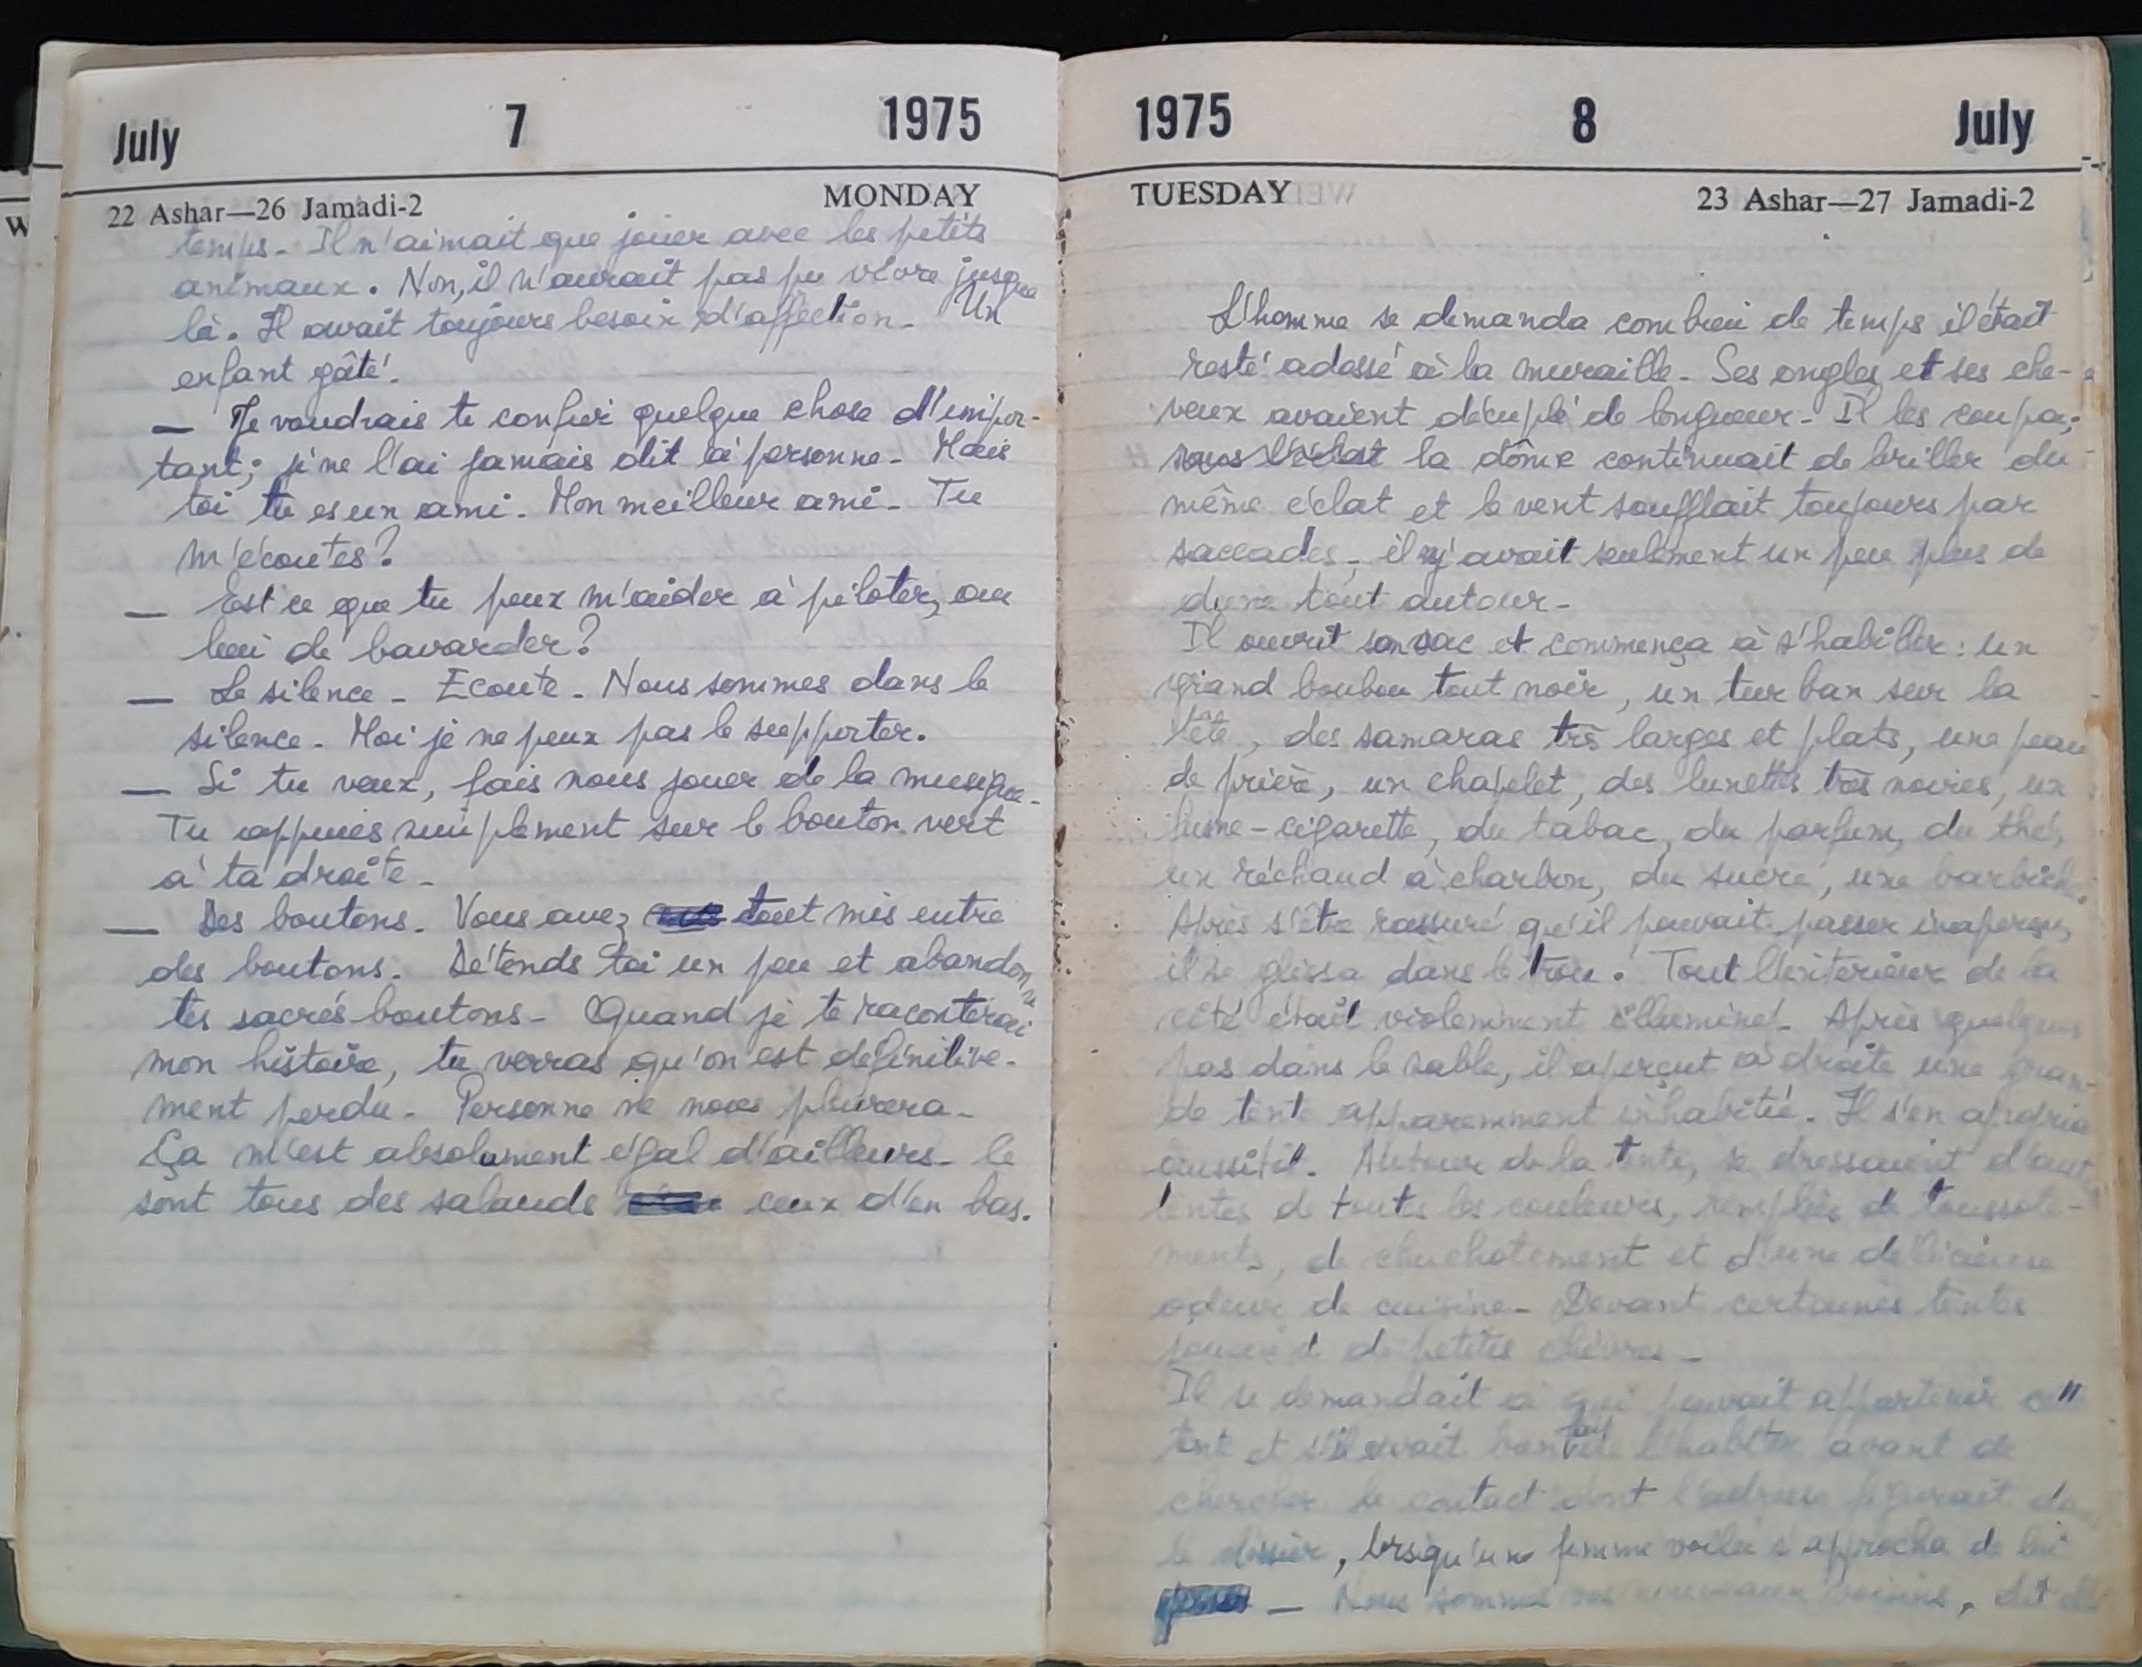 July 7 1975
22 Ashar—26 Jamadi-2 MONDAY
temps. Il n'aimait que jouer avec les petits
animaux. Non, il n'aurait pas pu vivre jusque
là. Il avait toujours besoin d'affection. Un
enfant gâté.
— Je voudrais te confier quelque chose d'impor-
tant; je ne l'ai jamais dit à personne. Mais
toi tu es un ami. Mon meilleur ami. Tu
m'écoutes?
— Est ce que tu peux m'aider à piloter, au
lieu de bavarder?
— Le silence. Ecoute. Nous sommes dans le
silence. Moi je ne peux pas le supporter.
— Si tu veux, fais nous jouer de la musique.
Tu appuies simplement sur le bouton vert
à ta droite.
— Des boutons. Vous avez tout mis entre
des boutons. Détends toi un peu et abandonne
tes sacrés boutons. Quand je te raconterai
mon histoire, tu verras qu'on est définitive-
ment perdu. Personne ne nous pleurera.
Ça m'est absolument égal d'ailleurs. Ce
sont tous des salauds ceux d'en bas.
1975 8 July
TUESDAY 23 Ashar—27 Jamadi-2
L'homme se demanda combien de temps il était
resté adossé à la muraille. Ses ongles et ses che-
veux avaient décuplé de longueur. Il les coupa;
sous l'éclat la dôme continuait de briller du
même éclat et le vent soufflait toujours par
saccades, il y avait seulement un peu plus de
dune tout autour.
Il ouvrit son sac et commença à s'habiller: un
grand boubou tout noir, un turban sur la
tête, des samaras très larges et plats, une peau
de prière, un chapelet, des lunettes très noires, un
fume-cigarette, du tabac, du parfum, du thé,
un réchaud à charbon, du sucre, une barbiche.
Après s'être rassuré qu'il pouvait passer inaperçu,
il se glissa dans le trou. Tout l'exterieur de la
cité était violemment illuminé. Après quelques
pas dans le sable, il aperçut à droite une gran-
de tente apparemment inhabitée. Il s'en apropria
aussitôt. Autour de la tente, se dressaient d'autres
tentes de toutes les couleurs, remplies de toussote-
ments, de chuchotement et d'une délicieuse
odeur de cuisine. Devant certaines tentes
jouaient de petites chèvres.
Il se demandait à qui pouvait appartenir cette
tente et s'il avait bien fait de l'habiter avant de
chercher le contact dont l'adresse figurait dans
le dossier, lorsqu'une femme voilée s'approcha de lui
— Nous sommes vos nouveaux voisins, dit elle